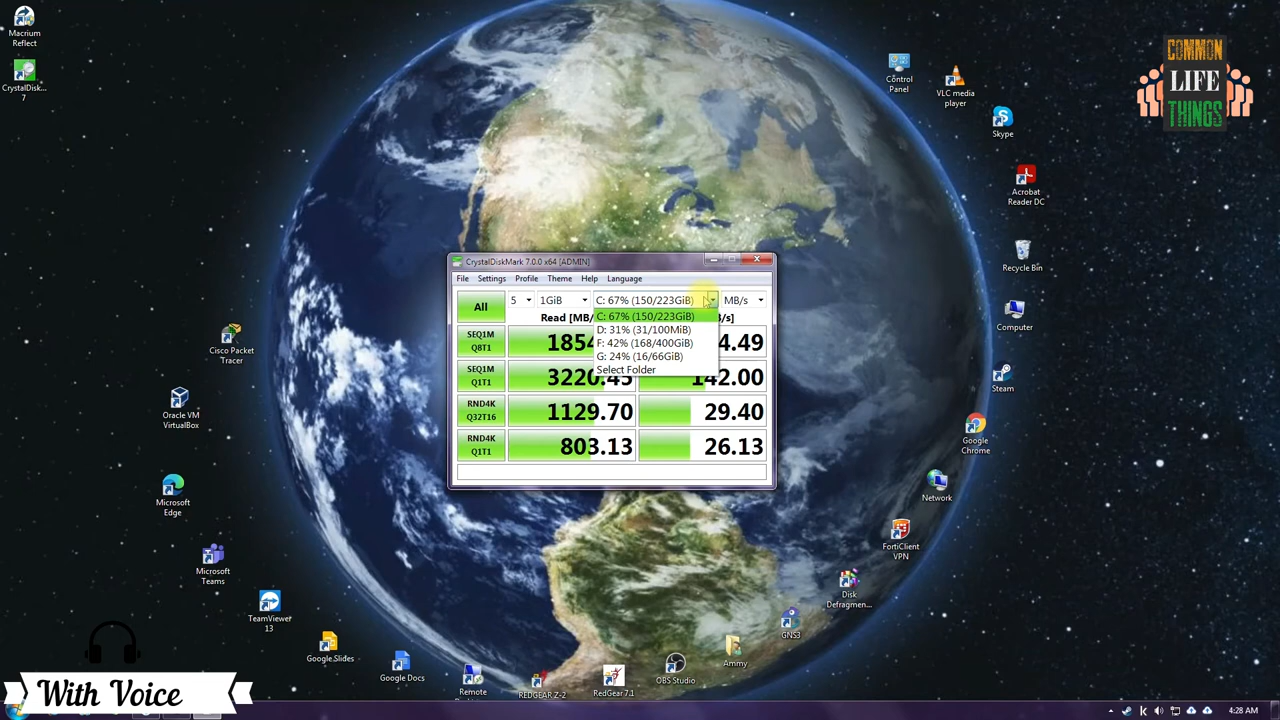 Macrium
Reflect
CrystalDisk...
7
Control
Panel
VLC media
player
Skype
Acrobat
Reader DC
Recycle Bin
Computer
Steam
Google
Chrome
Network
FortiClient
VPN
Disk
Defragmen...
GNS3
Ammy
OBS Studio
RedGear 7.1
REDGEAR Z-2
Remote
Google Docs
Google Slides
TeamViewer
13
Microsoft
Teams
Microsoft
Edge
Oracle VM
VirtualBox
Cisco Packet
Tracer
COMMON
LIFE
THINGS
CrystalDiskMark 7.0.0 x64 [ADMIN]
File Settings Profile Theme Help Language
All 5 1GiB C: 67% (150/223GiB) MB/s
C: 67% (150/223GiB)
D: 31% (31/100MiB)
F: 42% (168/400GiB)
G: 24% (16/66GiB)
Select Folder
Read [MB/ /s]
SEQ1M
Q8T1
1854 4.49
SEQ1M
Q1T1
3220.45 142.00
RND4K
Q32T16
1129.70 29.40
RND4K
Q1T1
803.13 26.13
With Voice
4:28 AM